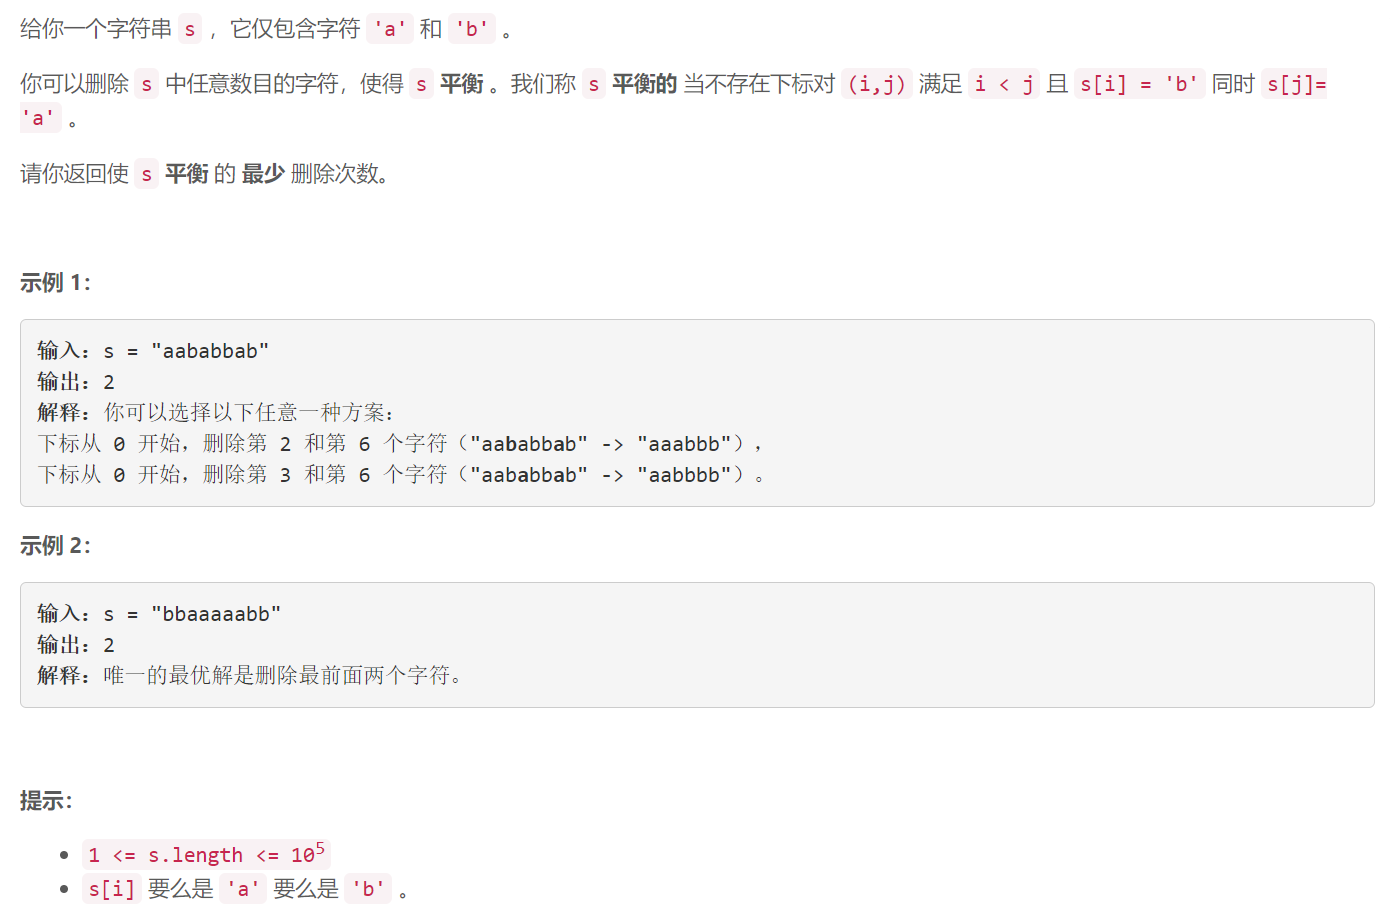 给你一个字符串 s ，它仅包含字符 'a' 和 'b' 。
你可以删除 s 中任意数目的字符，使得 s 平衡 。我们称 s 平衡的 当不存在下标对 (i,j) 满足 i < j 且 s[i] = 'b' 同时 s[j]=
'a' 。
请你返回使 s 平衡 的 最少 删除次数。
示例 1：
输入：s = "aababbab"
输出：2
解释：你可以选择以下任意一种方案：
下标从 0 开始，删除第 2 和第 6 个字符（"aababbab" -> "aaabbb"），
下标从 0 开始，删除第 3 和第 6 个字符（"aababbab" -> "aabbbb"）。
示例 2：
输入：s = "bbaaaaabb"
输出：2
解释：唯一的最优解是删除最前面两个字符。
提示：
• 1 <= s.length <= 10⁵
• s[i] 要么是 'a' 要么是 'b' 。